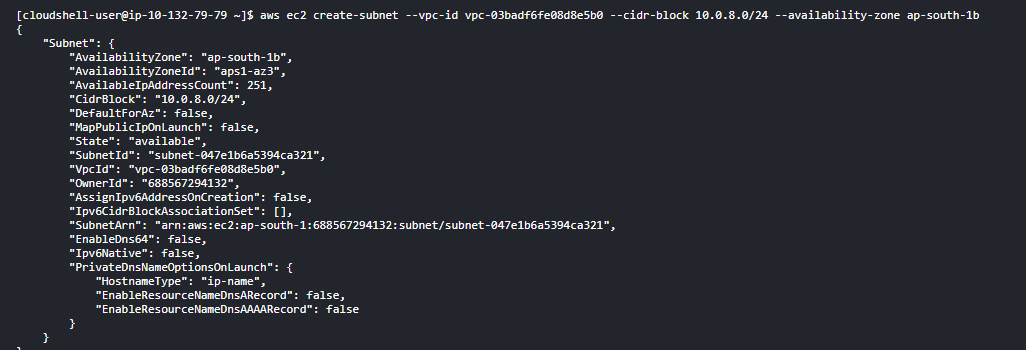 [cloudshell-user@ip-10-132-79-79 ~]$ aws ec2 create-subnet --vpc-id vpc-03badf6fe08d8e5b0 --cidr-block 10.0.8.0/24 --availability-zone ap-south-1b
{
    "Subnet": {
        "AvailabilityZone": "ap-south-1b",
        "AvailabilityZoneId": "aps1-az3",
        "AvailableIpAddressCount": 251,
        "CidrBlock": "10.0.8.0/24",
        "DefaultForAz": false,
        "MapPublicIpOnLaunch": false,
        "State": "available",
        "SubnetId": "subnet-047e1b6a5394ca321",
        "VpcId": "vpc-03badf6fe08d8e5b0",
        "OwnerId": "688567294132",
        "AssignIpv6AddressOnCreation": false,
        "Ipv6CidrBlockAssociationSet": [],
        "SubnetArn": "arn:aws:ec2:ap-south-1:688567294132:subnet/subnet-047e1b6a5394ca321",
        "EnableDns64": false,
        "Ipv6Native": false,
        "PrivateDnsNameOptionsOnLaunch": {
            "HostnameType": "ip-name",
            "EnableResourceNameDnsARecord": false,
            "EnableResourceNameDnsAAAARecord": false
        }
    }
}